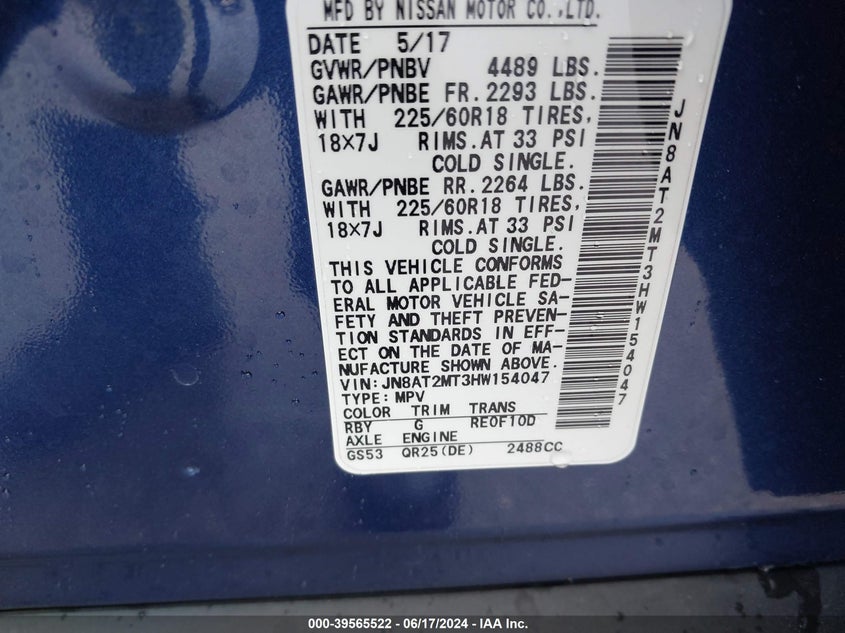 MFD BY NISSAN MOTOR CO.,LTD.
DATE 5/17
GVWR/PNBV 4489 LBS.
GAWR/PNBE FR. 2293 LBS.
WITH 225/60R18 TIRES,
18×7J RIMS. AT 33 PSI
COLD SINGLE.
GAWR/PNBE RR. 2264 LBS.
WITH 225/60R18 TIRES,
18×7J RIMS. AT 33 PSI
COLD SINGLE.
THIS VEHICLE CONFORMS
TO ALL APPLICABLE FED-
ERAL MOTOR VEHICLE SA-
FETY AND THEFT PREVEN-
TION STANDARDS IN EFF-
ECT ON THE DATE OF MA-
NUFACTURE SHOWN ABOVE.
VIN:JN8AT2MT3HW154047
TYPE:MPV
COLOR TRIM TRANS
RBY G RE0F10D
AXLE ENGINE
GS53 QR25(DE) 2488CC
JN8AT2MT3HW154047
000-39565522 - 06/17/2024 - IAA Inc.